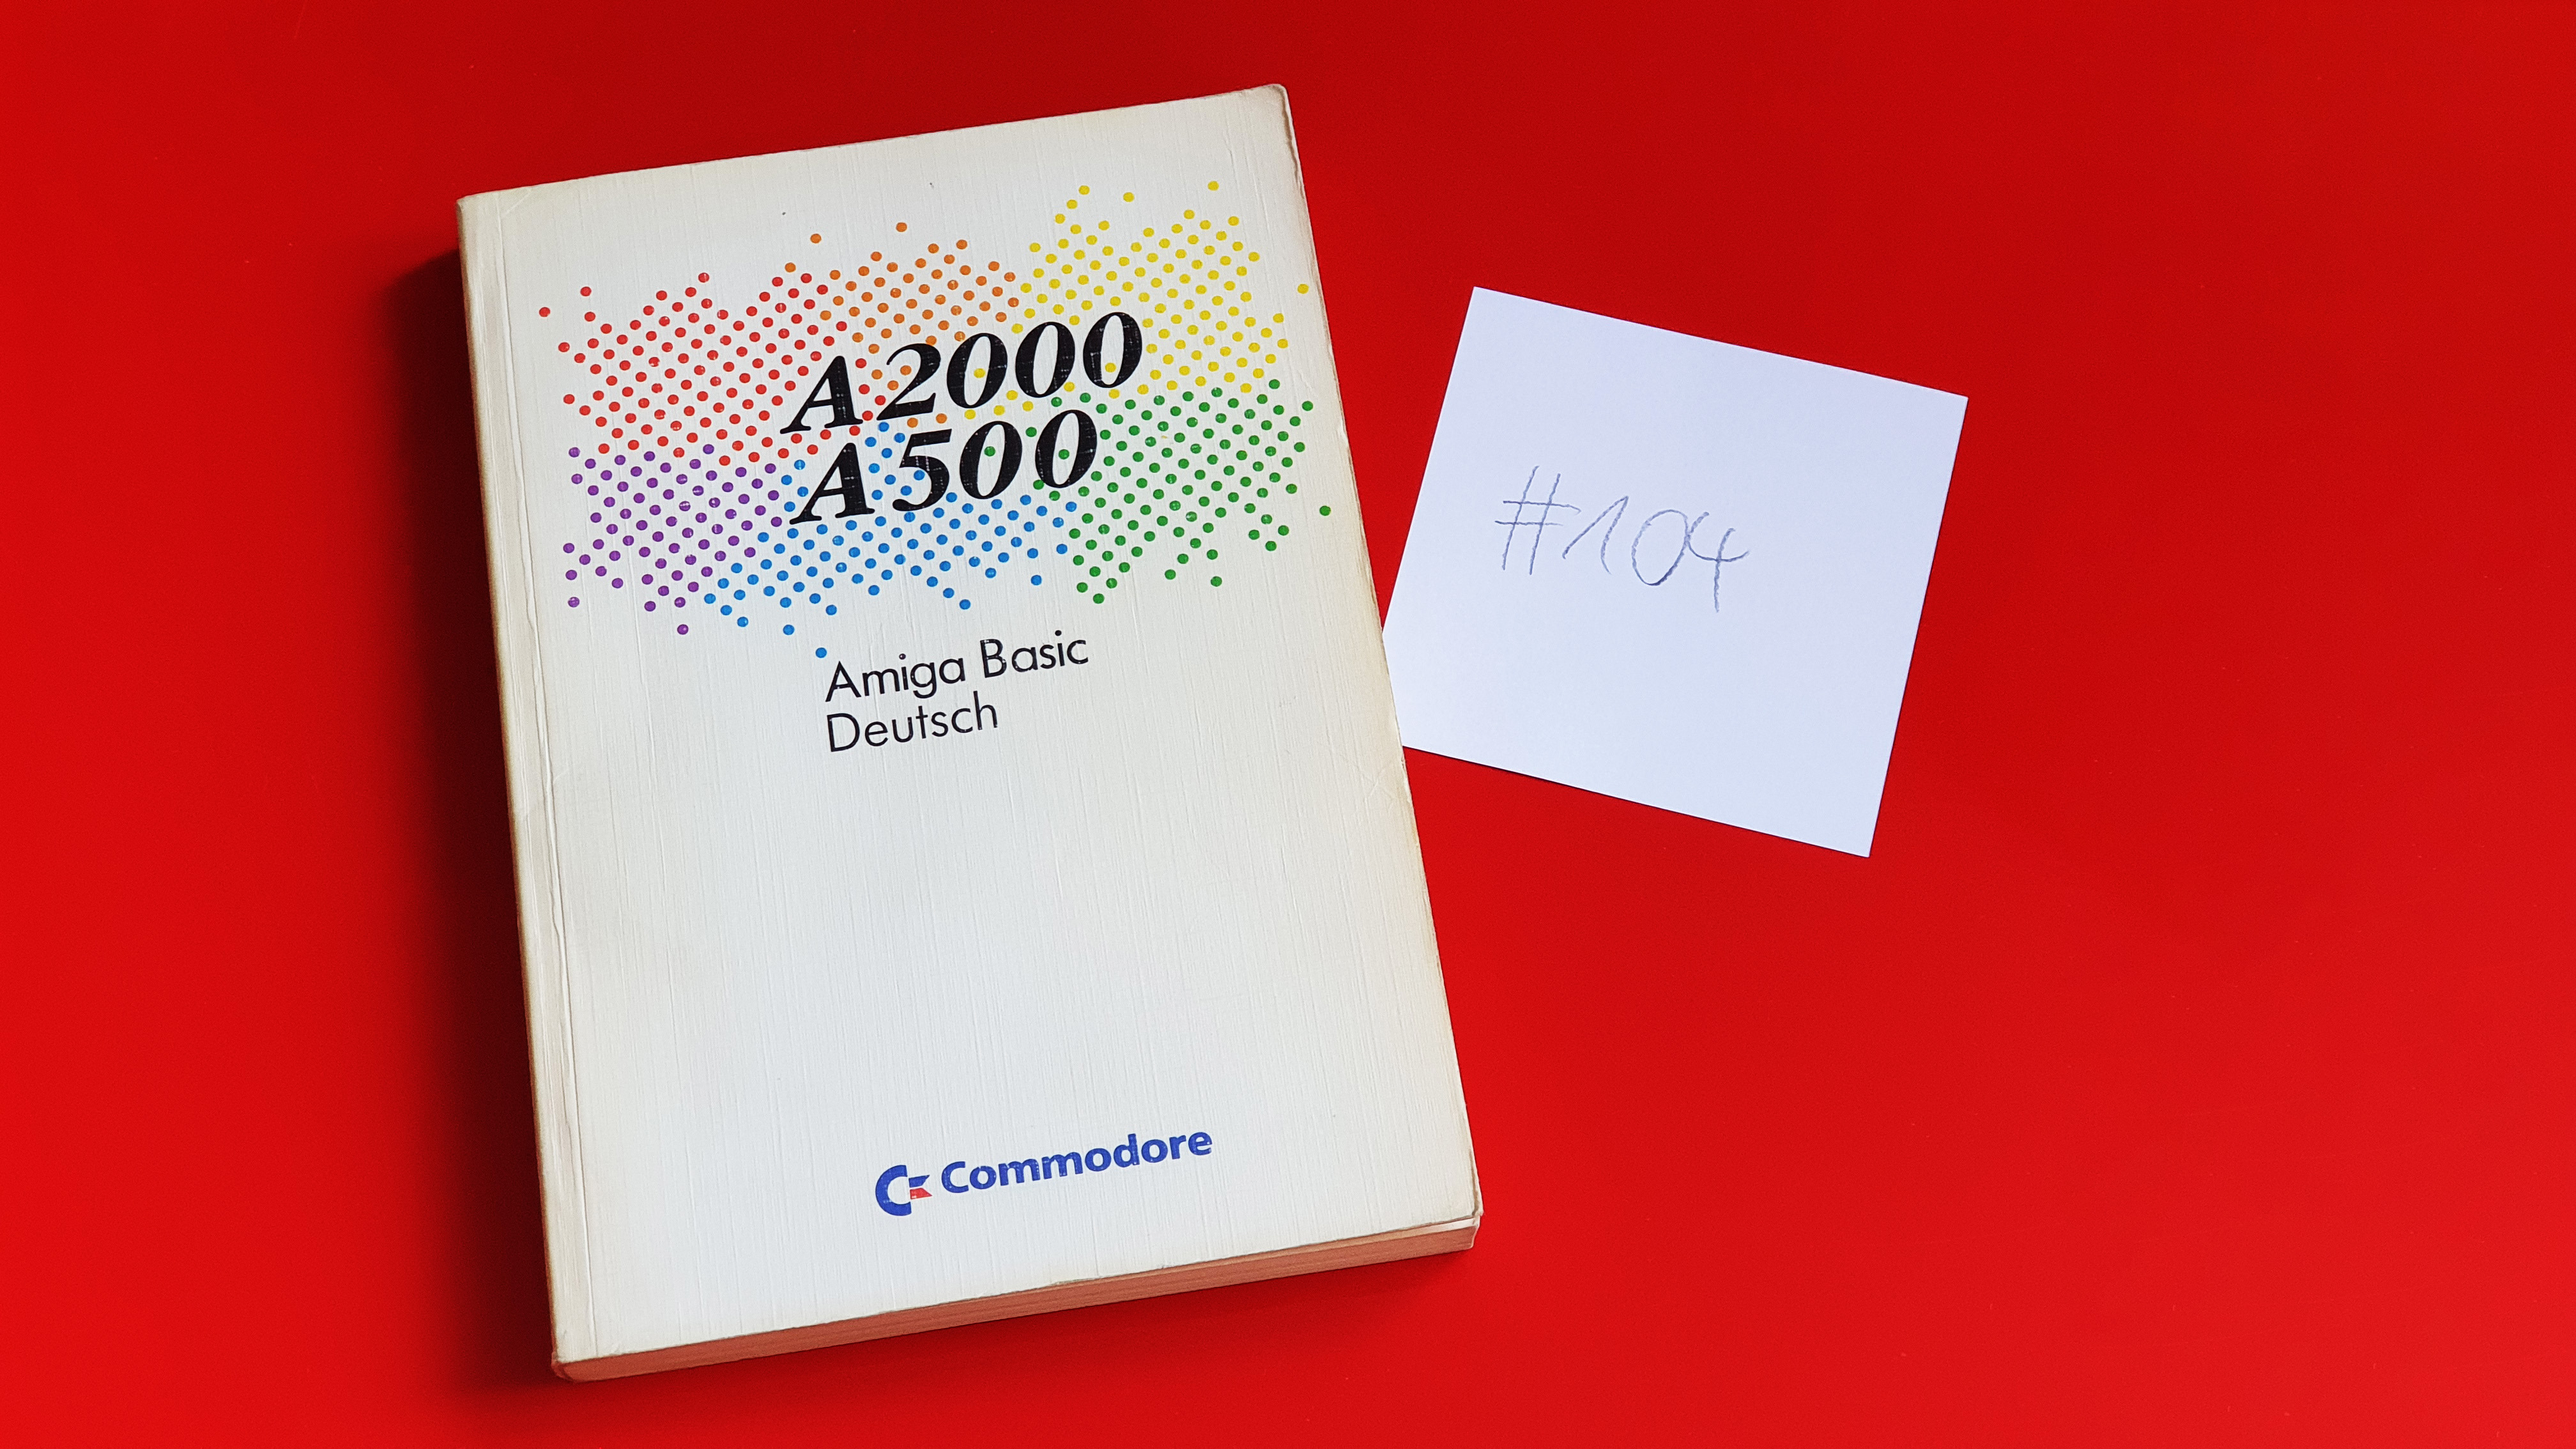 A2000
A500
Amiga Basic
Deutsch
Commodore
#104